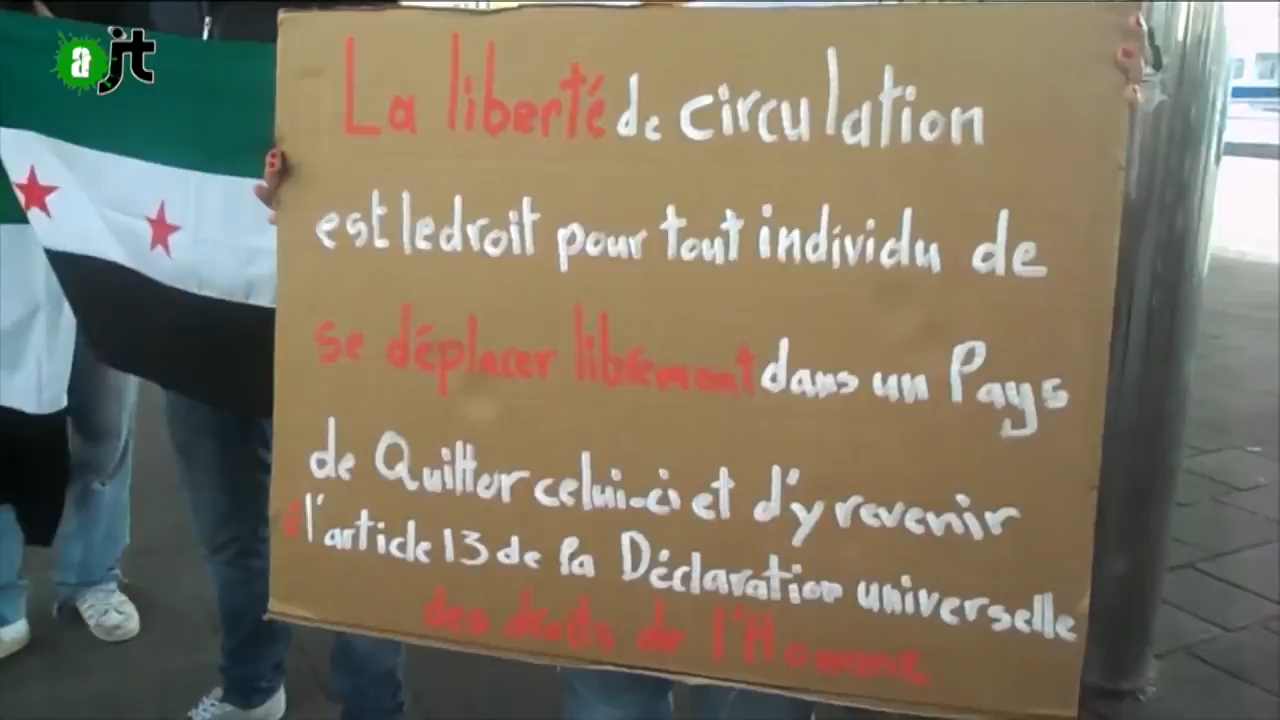 ajt
La liberté de circulation
est le droit pour tout individu de
se déplacer librement dans un Pays
de Quitter celui-ci et d'y revenir
l'article 13 de la Déclaration universelle
des droits de l'Homme